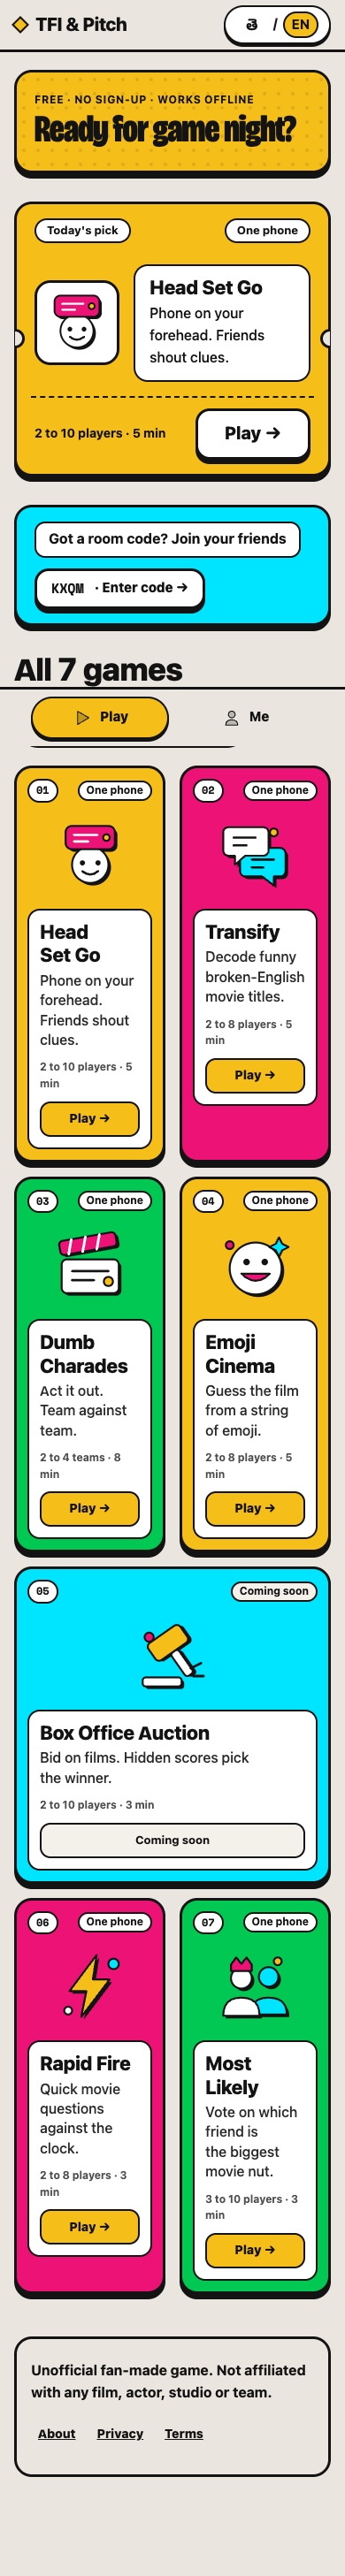 TFI & Pitch
తె / EN
FREE · NO SIGN-UP · WORKS OFFLINE
Ready for game night?
Today's pick
One phone
Head Set Go
Phone on your
forehead. Friends
shout clues.
2 to 10 players · 5 min
Play →
Got a room code? Join your friends
KXQM · Enter code →
All 7 games
Play
Me
01
One phone
Head
Set Go
Phone on your
forehead.
Friends shout
clues.
2 to 10 players · 5
min
Play →
02
One phone
Transify
Decode funny
broken-English
movie titles.
2 to 8 players · 5
min
Play →
03
One phone
Dumb
Charades
Act it out.
Team against
team.
2 to 4 teams · 8
min
Play →
04
One phone
Emoji
Cinema
Guess the film
from a string
of emoji.
2 to 8 players · 5
min
Play →
05
Coming soon
Box Office Auction
Bid on films. Hidden scores pick
the winner.
2 to 10 players · 3 min
Coming soon
06
One phone
Rapid Fire
Quick movie
questions
against the
clock.
2 to 8 players · 3
min
Play →
07
One phone
Most
Likely
Vote on which
friend is
the biggest
movie nut.
3 to 10 players · 3
min
Play →
Unofficial fan-made game. Not affiliated
with any film, actor, studio or team.
About
Privacy
Terms